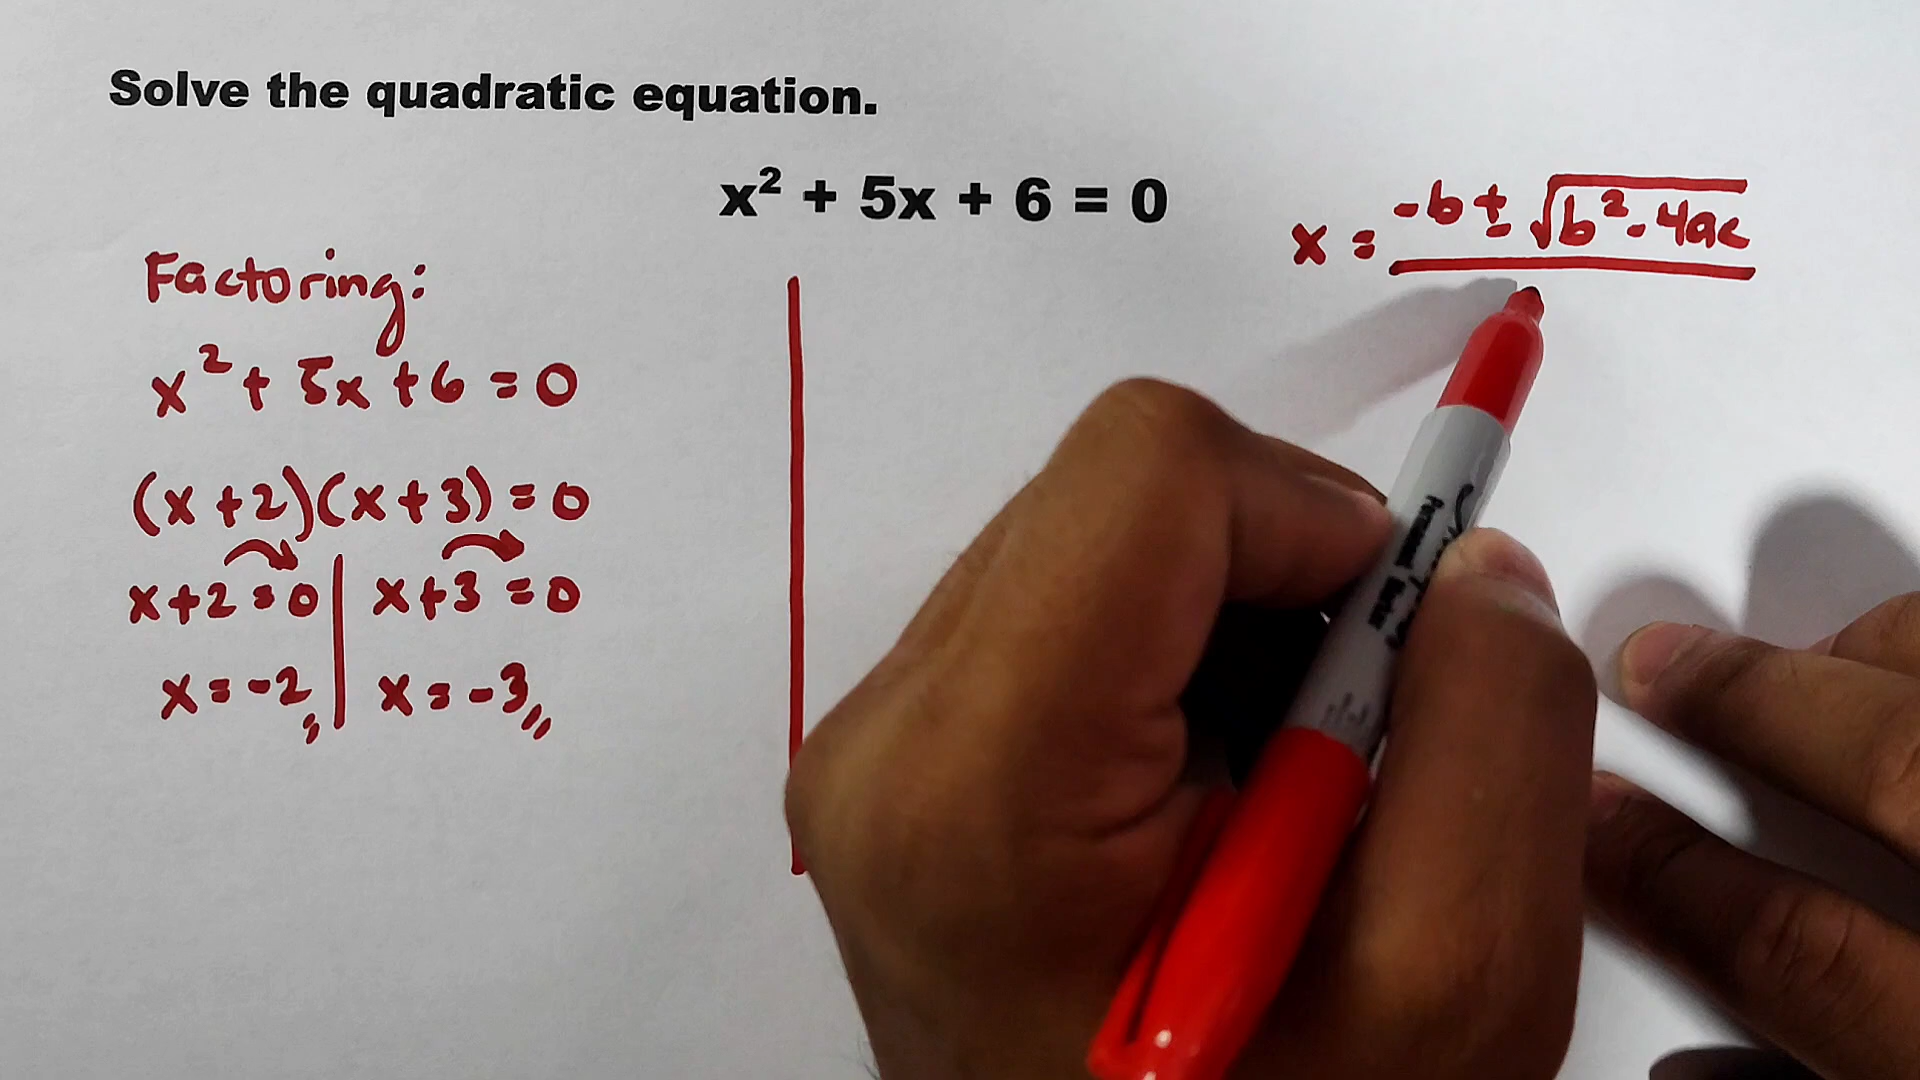 Solve the quadratic equation.
x² + 5x + 6 = 0
x = -b ± √b² - 4ac
Factoring:
x² + 5x + 6 = 0
(x + 2)(x + 3) = 0
x + 2 = 0 | x + 3 = 0
x = -2,, | x = -3,,